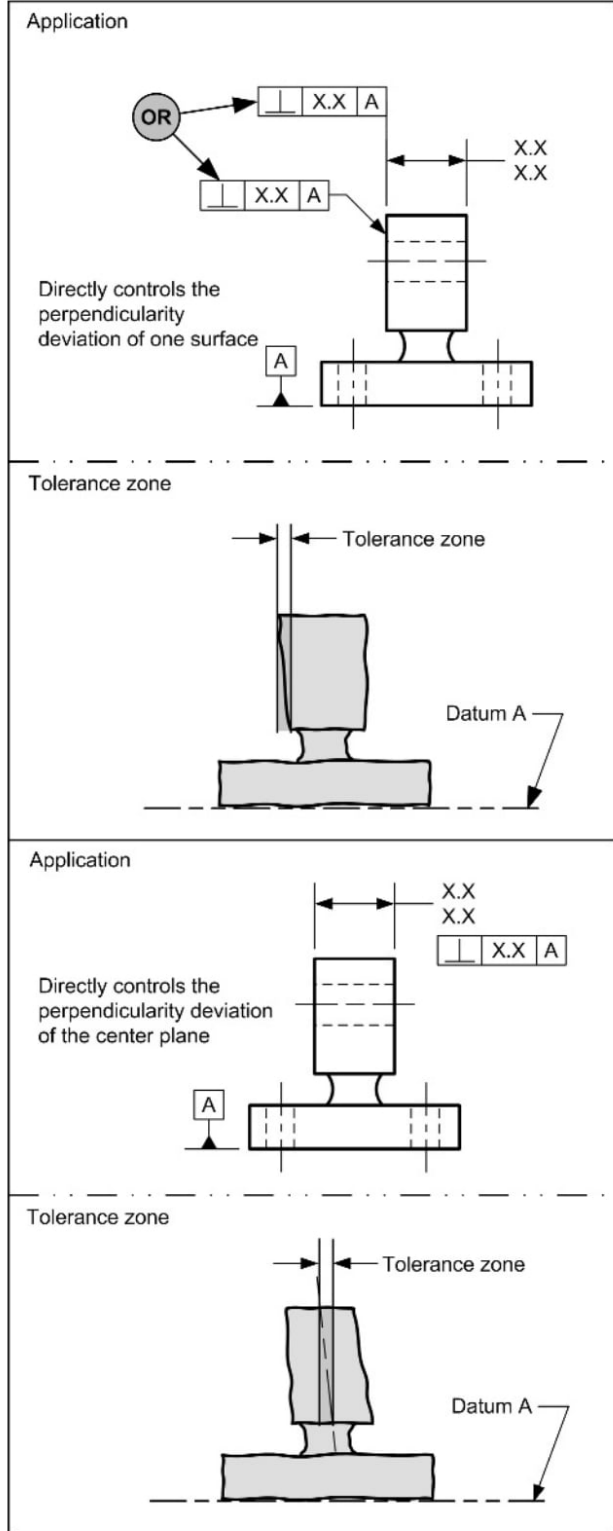 Application
OR
⊥ X.X A
X.X
X.X
⊥ X.X A
Directly controls the
perpendicularity
deviation of one surface
A
Tolerance zone
Tolerance zone
Datum A
Application
X.X
X.X
⊥ X.X A
Directly controls the
perpendicularity deviation
of the center plane
A
Tolerance zone
Tolerance zone
Datum A